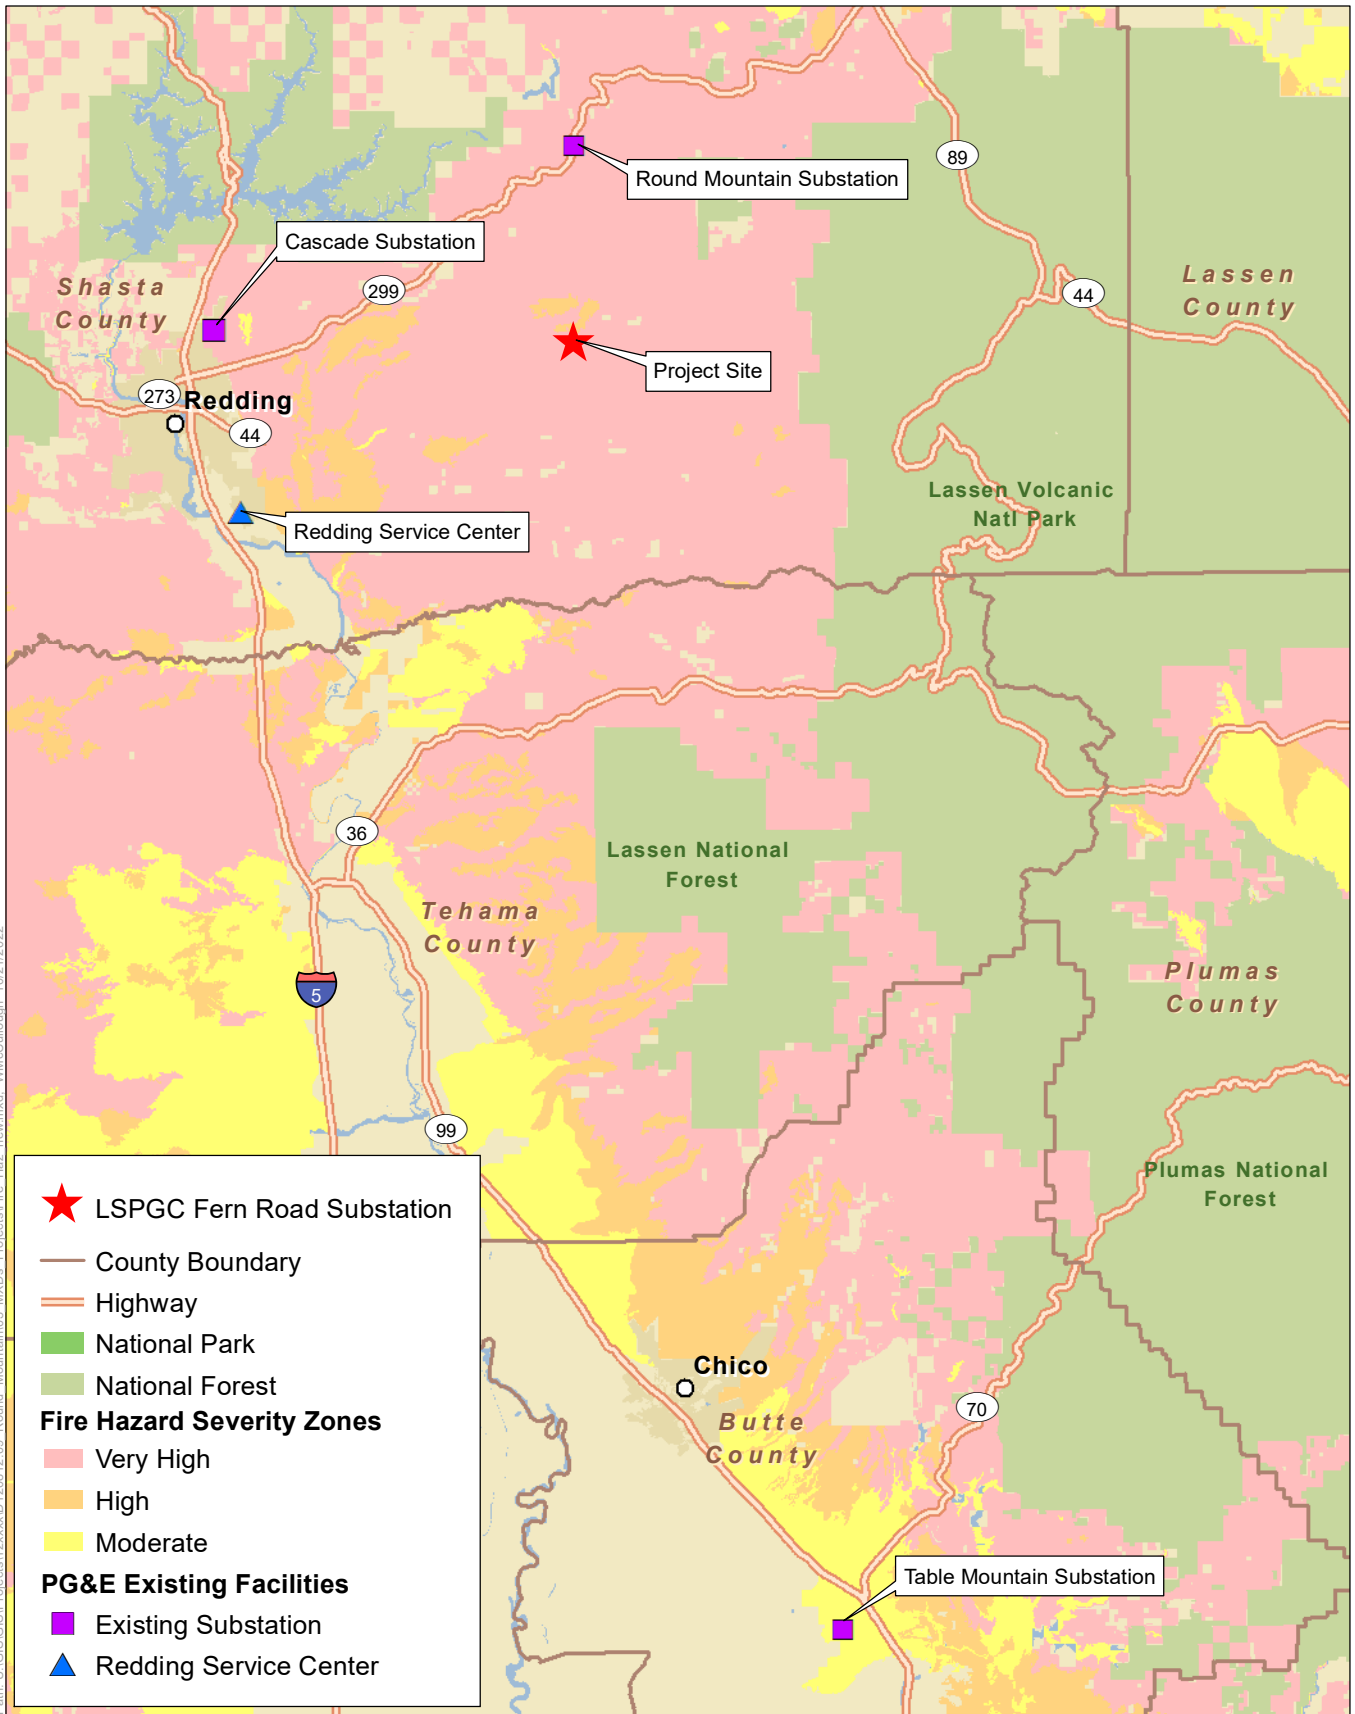 89
Round Mountain Substation
Cascade Substation
Shasta
County
299
44
Lassen
County
Project Site
273
Redding
44
Lassen Volcanic
Natl Park
Redding Service Center
36
Lassen National
Forest
Tehama
County
5
Plumas
County
99
Plumas National
Forest
Chico
Butte
County
70
Table Mountain Substation
LSPGC Fern Road Substation
County Boundary
Highway
National Park
National Forest
Fire Hazard Severity Zones
Very High
High
Moderate
PG&E Existing Facilities
Existing Substation
Redding Service Center